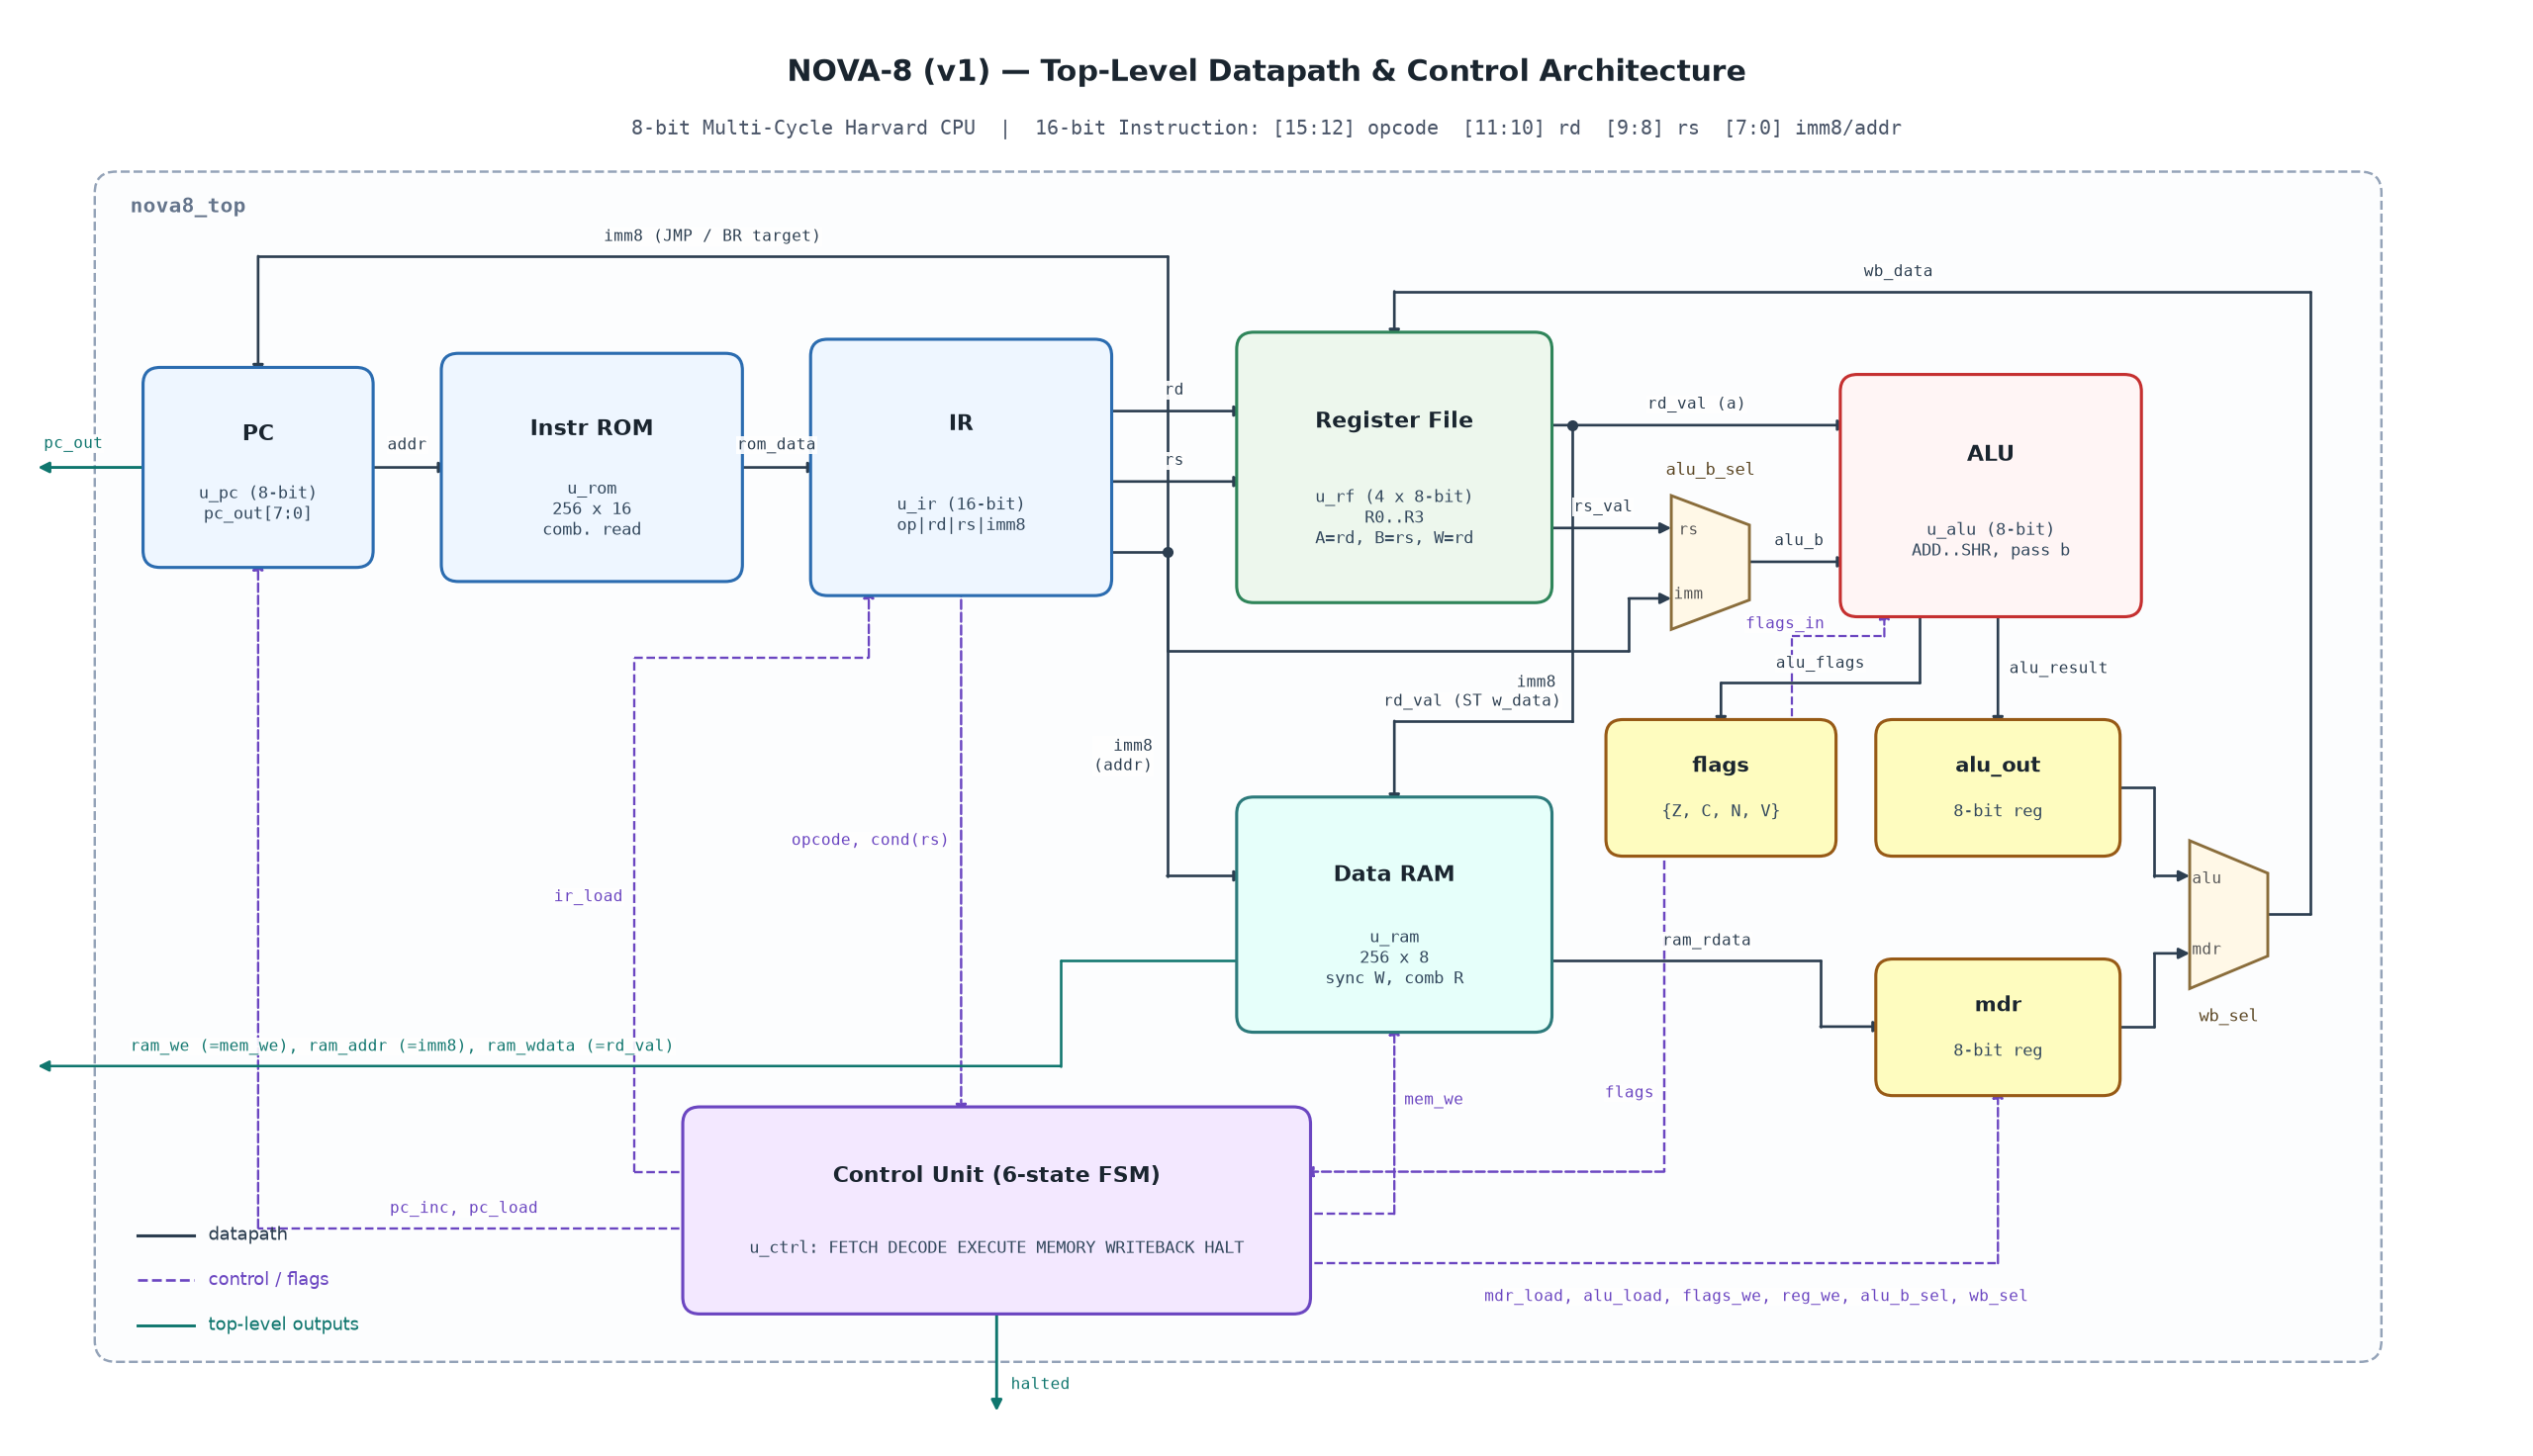 NOVA-8 (v1) — Top-Level Datapath & Control Architecture
8-bit Multi-Cycle Harvard CPU | 16-bit Instruction: [15:12] opcode [11:10] rd [9:8] rs [7:0] imm8/addr
nova8_top
imm8 (JMP / BR target)
wb_data
pc_out
PC
u_pc (8-bit)
pc_out[7:0]
addr
Instr ROM
u_rom
256 x 16
comb. read
rom_data
IR
u_ir (16-bit)
op|rd|rs|imm8
rd
rs
Register File
u_rf (4 x 8-bit)
R0..R3
A=rd, B=rs, W=rd
rd_val (a)
rs_val
alu_b_sel
rs
imm
alu_b
ALU
u_alu (8-bit)
ADD..SHR, pass b
flags_in
alu_flags
alu_result
imm8
rd_val (ST w_data)
imm8
(addr)
flags
{Z, C, N, V}
alu_out
8-bit reg
opcode, cond(rs)
ir_load
Data RAM
u_ram
256 x 8
sync W, comb R
ram_rdata
alu
mdr
wb_sel
mdr
8-bit reg
ram_we (=mem_we), ram_addr (=imm8), ram_wdata (=rd_val)
mem_we
flags
Control Unit (6-state FSM)
u_ctrl: FETCH DECODE EXECUTE MEMORY WRITEBACK HALT
pc_inc, pc_load
mdr_load, alu_load, flags_we, reg_we, alu_b_sel, wb_sel
datapath
control / flags
top-level outputs
halted